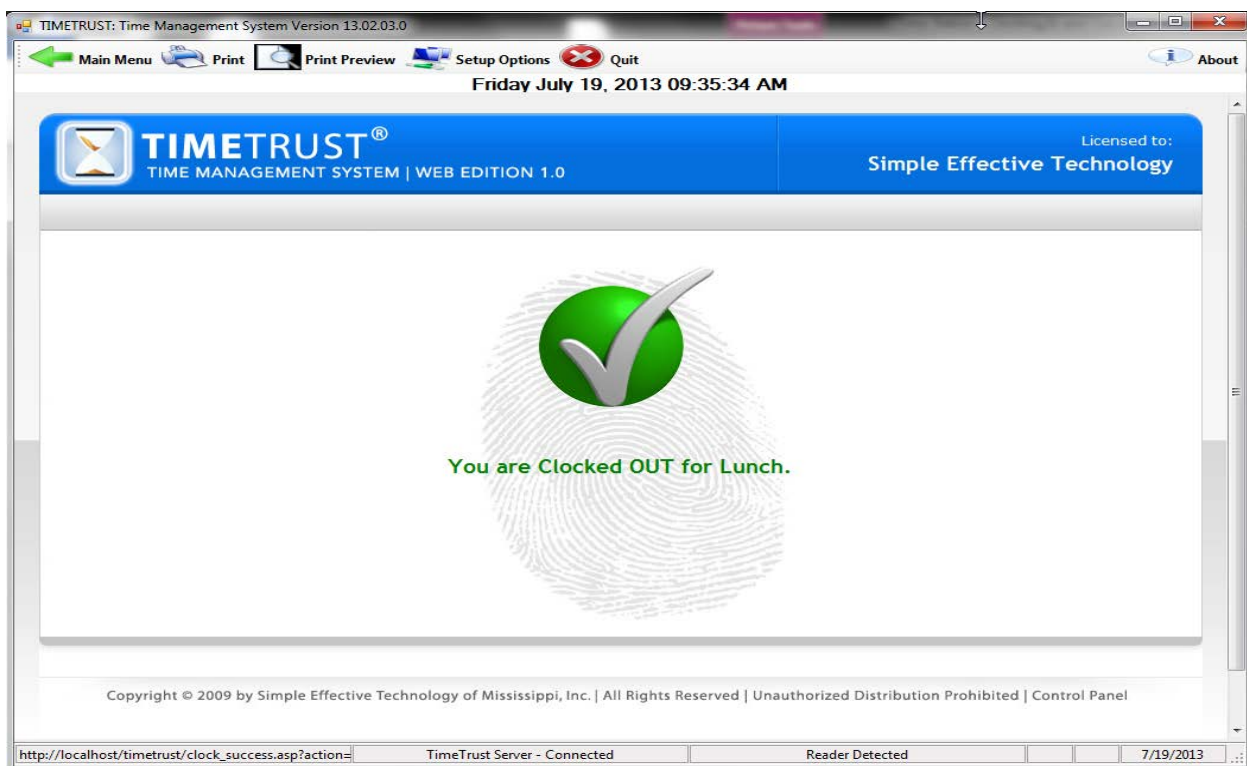 TIMETRUST: Time Management System Version 13.02.03.0
Main Menu Print Print Preview Setup Options Quit About
Friday July 19, 2013 09:35:34 AM
TIMETRUST®
TIME MANAGEMENT SYSTEM | WEB EDITION 1.0
Licensed to:
Simple Effective Technology
You are Clocked OUT for Lunch.
Copyright © 2009 by Simple Effective Technology of Mississippi, Inc. | All Rights Reserved | Unauthorized Distribution Prohibited | Control Panel
http://localhost/timetrust/clock_success.asp?action= TimeTrust Server - Connected Reader Detected 7/19/2013